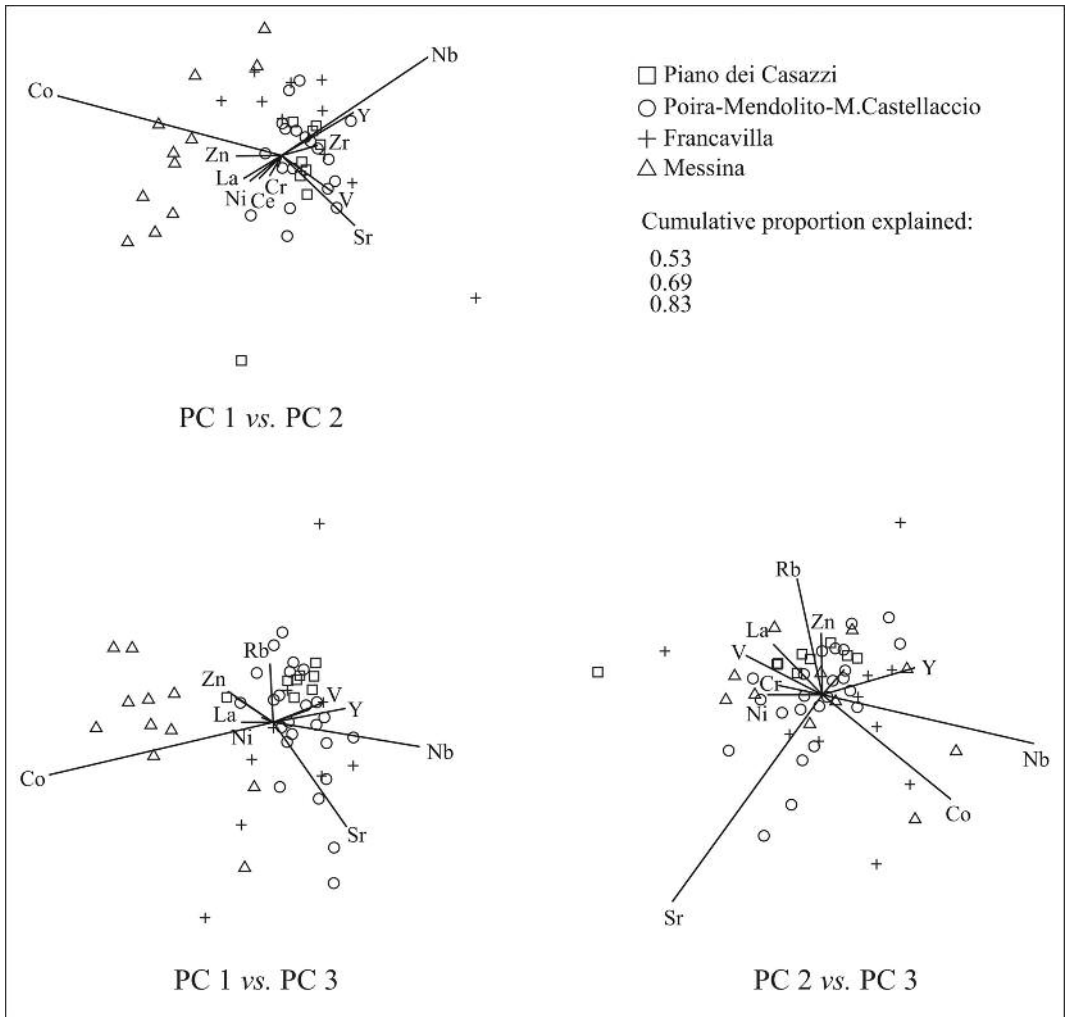 Nb
Co
Y
Zr
Zn
La
Ni
Ce
Cr
V
Sr
PC 1 vs. PC 2
Piano dei Casazzi
Poira-Mendolito-M.Castellaccio
Francavilla
Messina
Cumulative proportion explained:
0.53
0.69
0.83
Rb
Zn
V
La
Y
Ni
Nb
Co
Sr
PC 1 vs. PC 3
Rb
Zn
La
V
Y
Cr
Ni
Nb
Co
Sr
PC 2 vs. PC 3